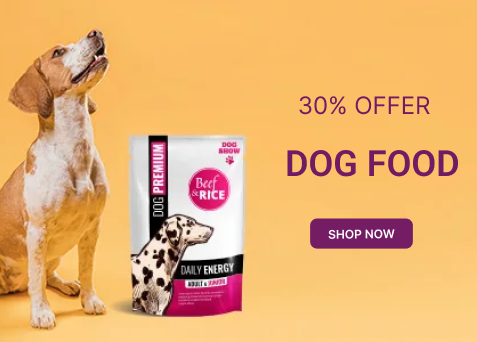 30% OFFER
DOG FOOD
SHOP NOW
DOG PREMIUM
DOG
SHOW
Beef
& RICE
DAILY ENERGY
ADULT & JUNIOR